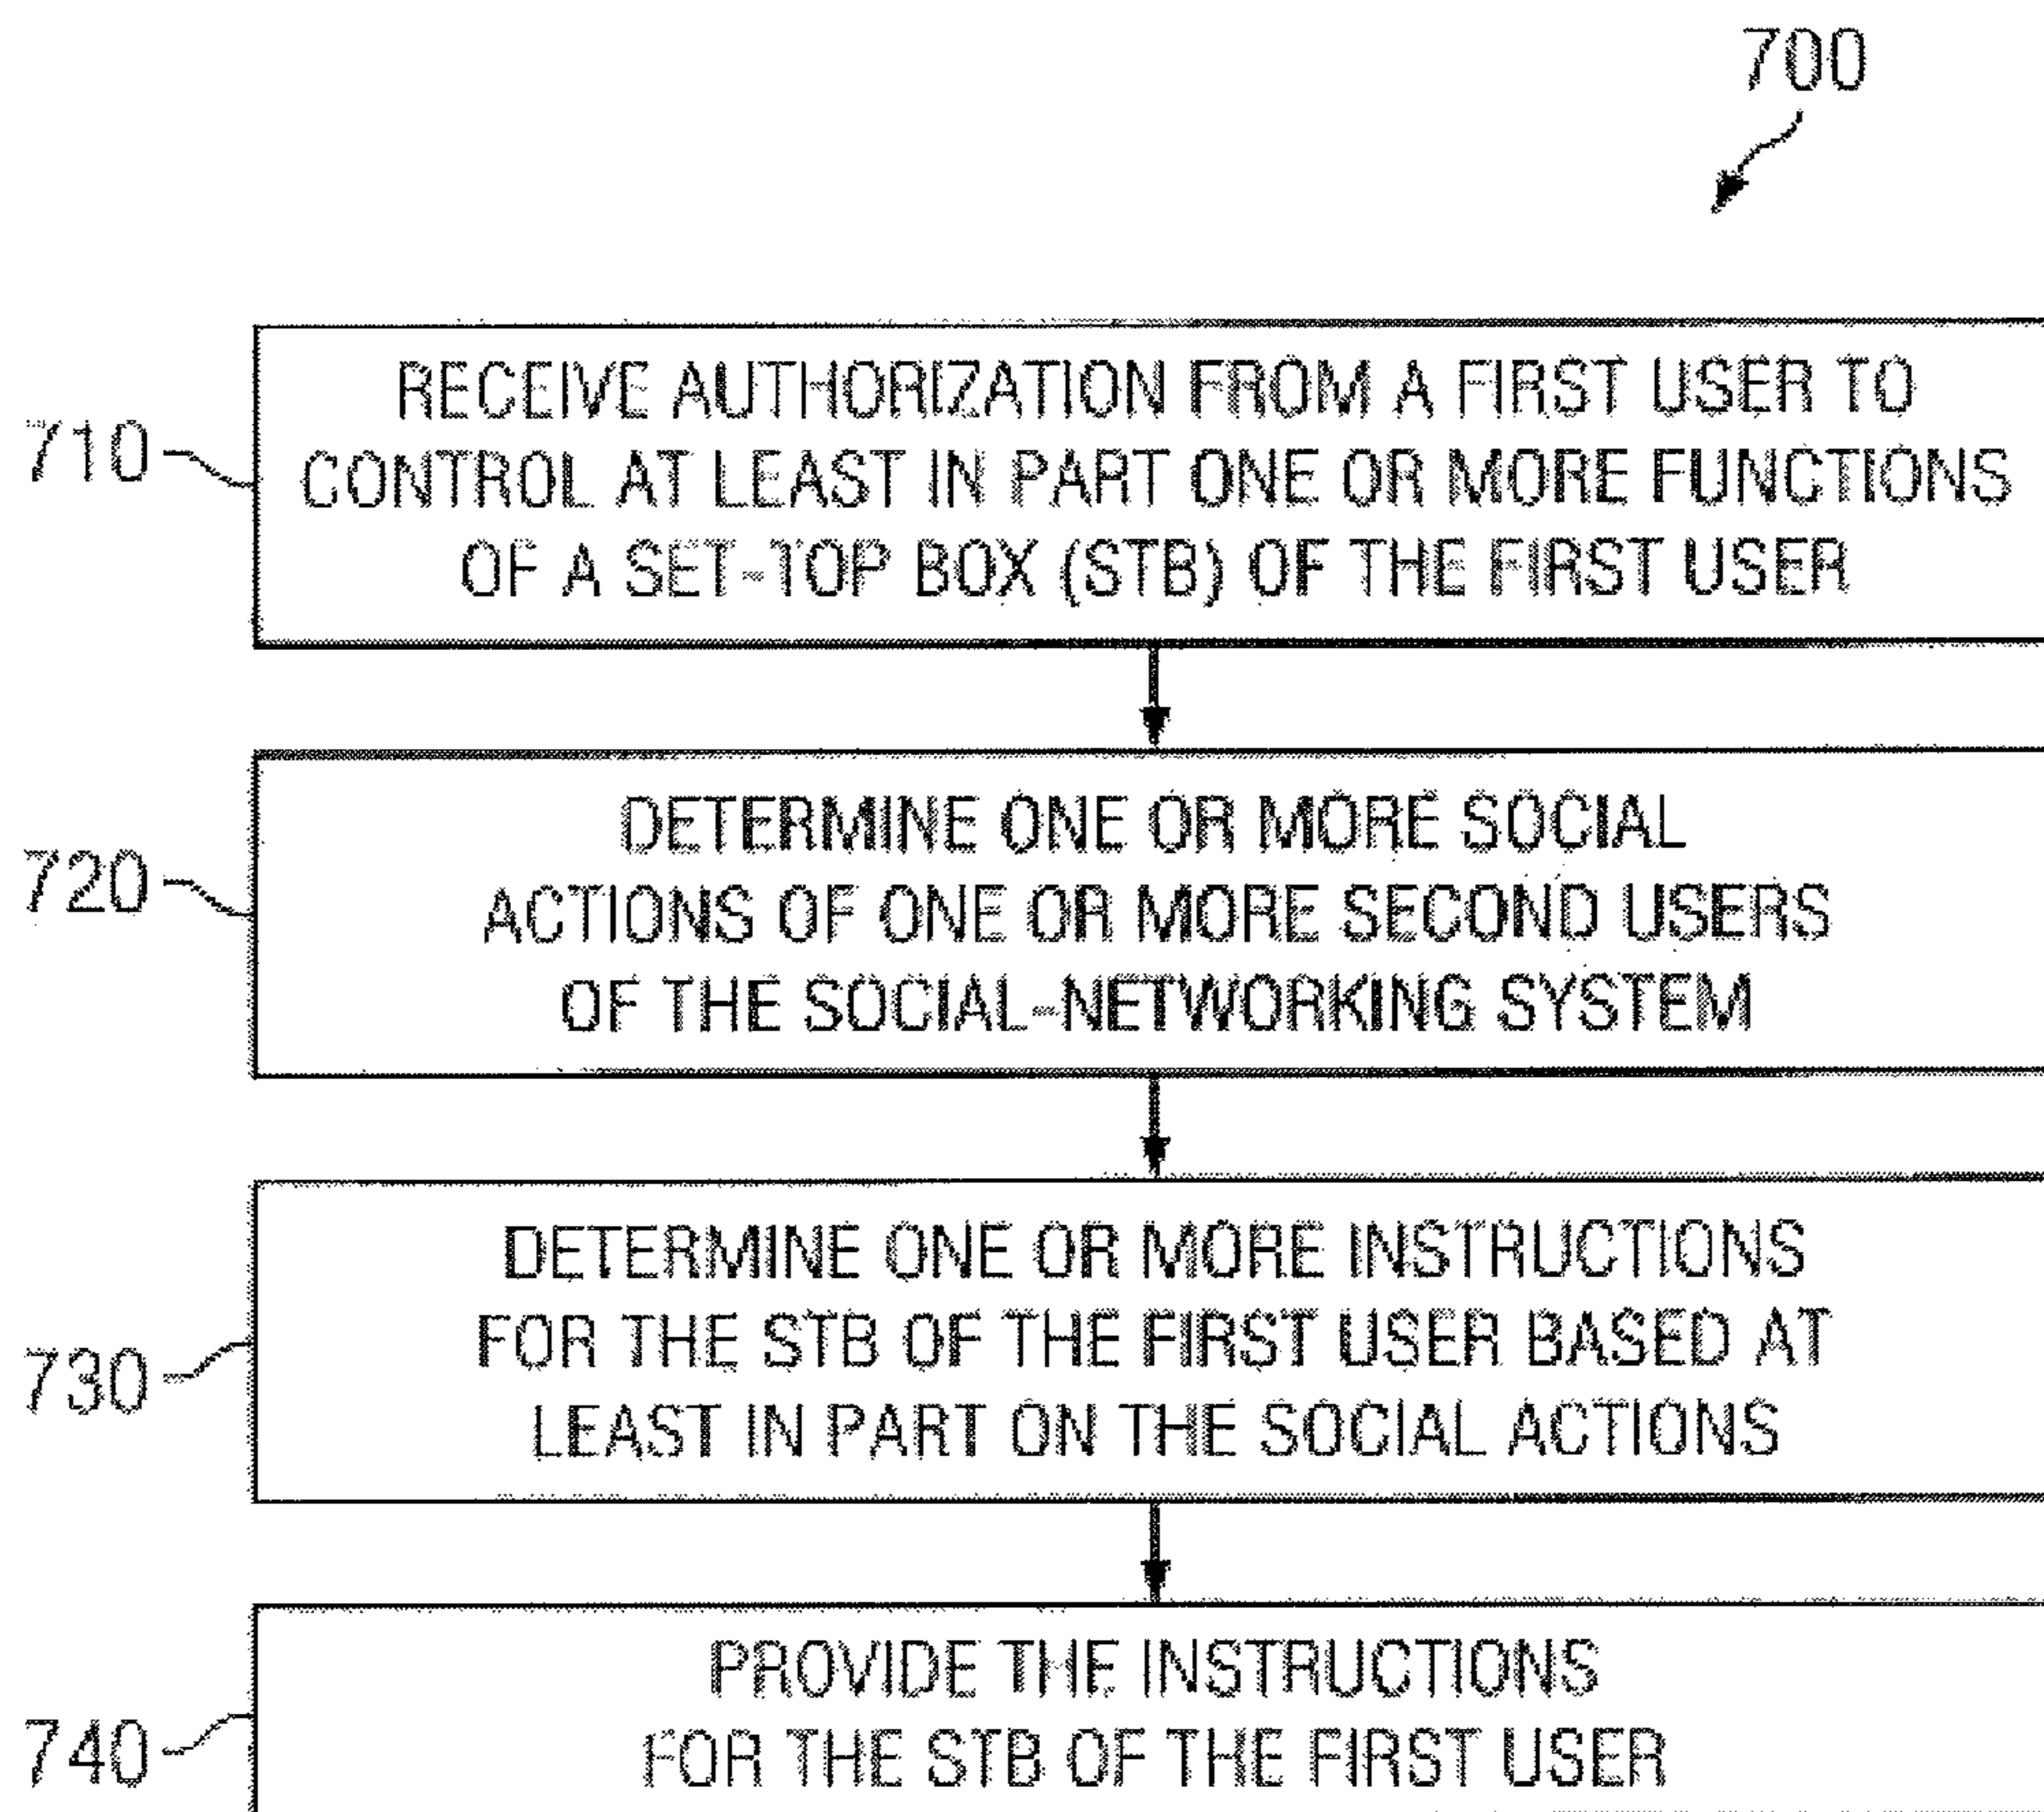 700
710
RECEIVE AUTHORIZATION FROM A FIRST USER TO
CONTROL AT LEAST IN PART ONE OR MORE FUNCTIONS
OF A SET-TOP BOX (STB) OF THE FIRST USER
720
DETERMINE ONE OR MORE SOCIAL
ACTIONS OF ONE OR MORE SECOND USERS
OF THE SOCIAL-NETWORKING SYSTEM
730
DETERMINE ONE OR MORE INSTRUCTIONS
FOR THE STB OF THE FIRST USER BASED AT
LEAST IN PART ON THE SOCIAL ACTIONS
740
PROVIDE THE INSTRUCTIONS
FOR THE STB OF THE FIRST USER